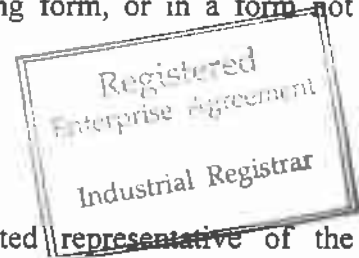 ng form, or in a form not
Registered
Enterprise Agreement
Industrial Registrar
ted representative of the